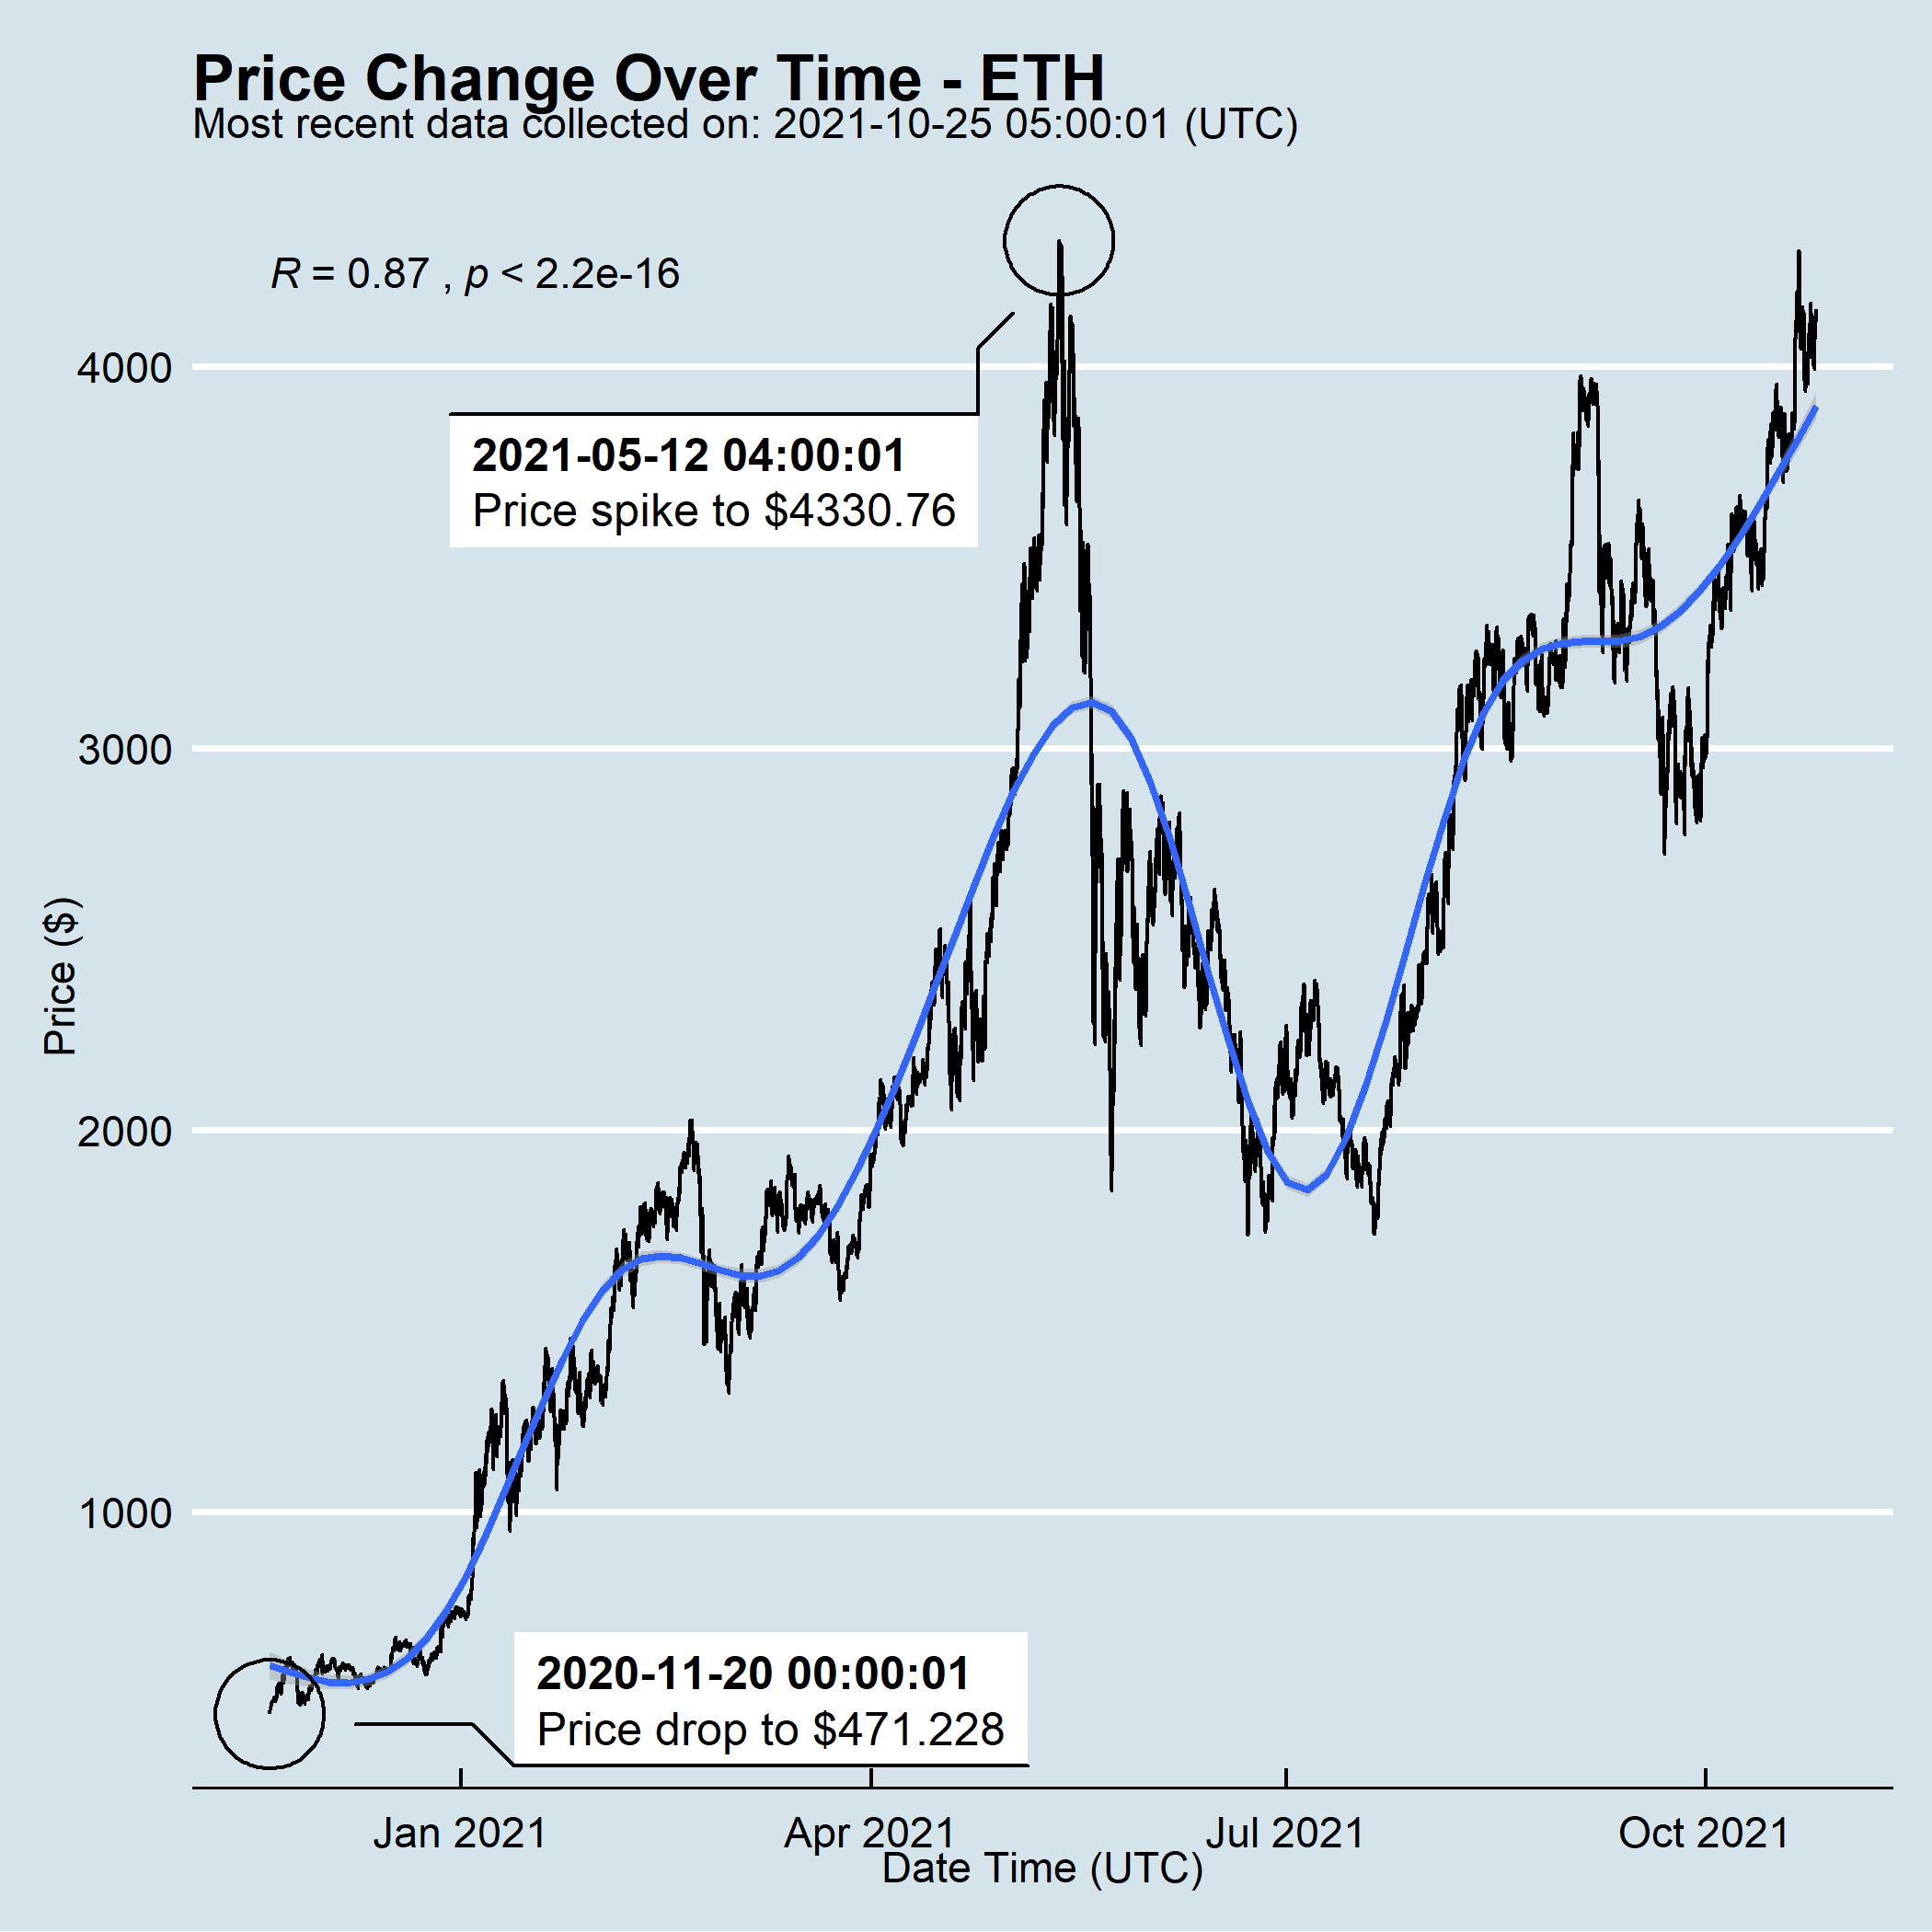 Price Change Over Time - ETH
Most recent data collected on: 2021-10-25 05:00:01 (UTC)
R = 0.87 , p < 2.2e-16
4000
2021-05-12 04:00:01
Price spike to $4330.76
3000
Price ($)
2000
1000
2020-11-20 00:00:01
Price drop to $471.228
Jan 2021
Apr 2021
Jul 2021
Oct 2021
Date Time (UTC)